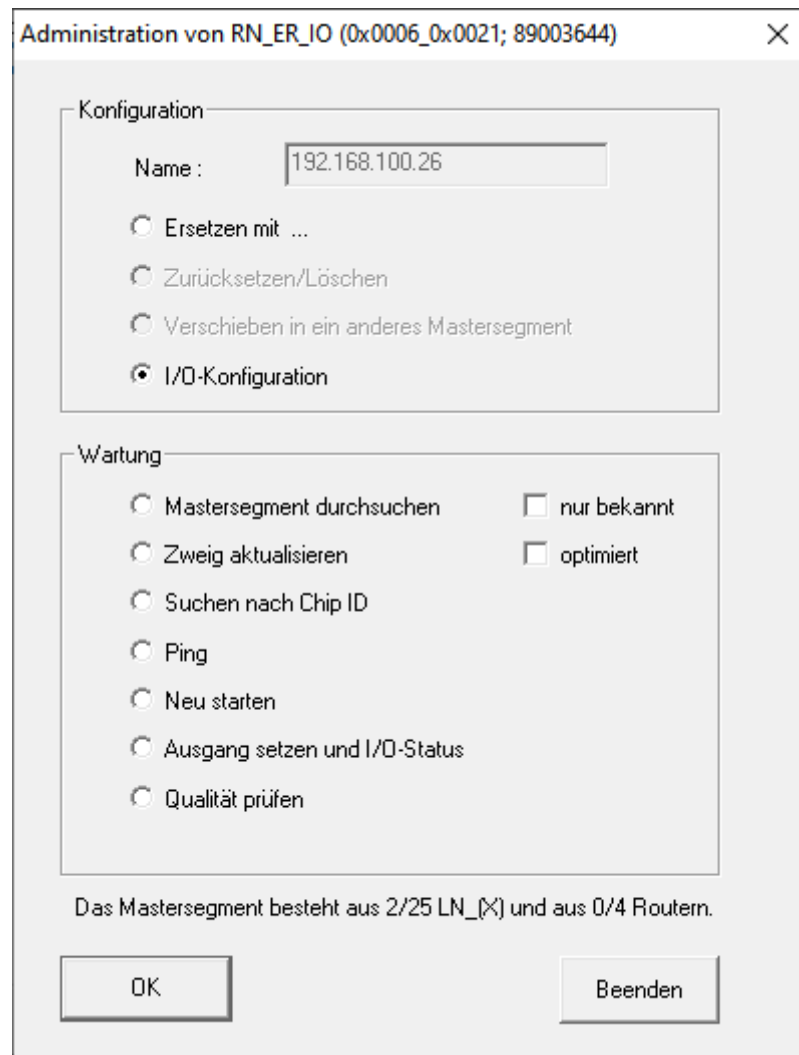 Administration von RN_ER_IO (0x0006_0x0021; 89003644)
Konfiguration
Name : 192.168.100.26
Ersetzen mit ...
Zurücksetzen/Löschen
Verschieben in ein anderes Mastersegment
I/O-Konfiguration
Wartung
Mastersegment durchsuchen nur bekannt
Zweig aktualisieren optimiert
Suchen nach Chip ID
Ping
Neu starten
Ausgang setzen und I/O-Status
Qualität prüfen
Das Mastersegment besteht aus 2/25 LN_(X) und aus 0/4 Routern.
OK Beenden